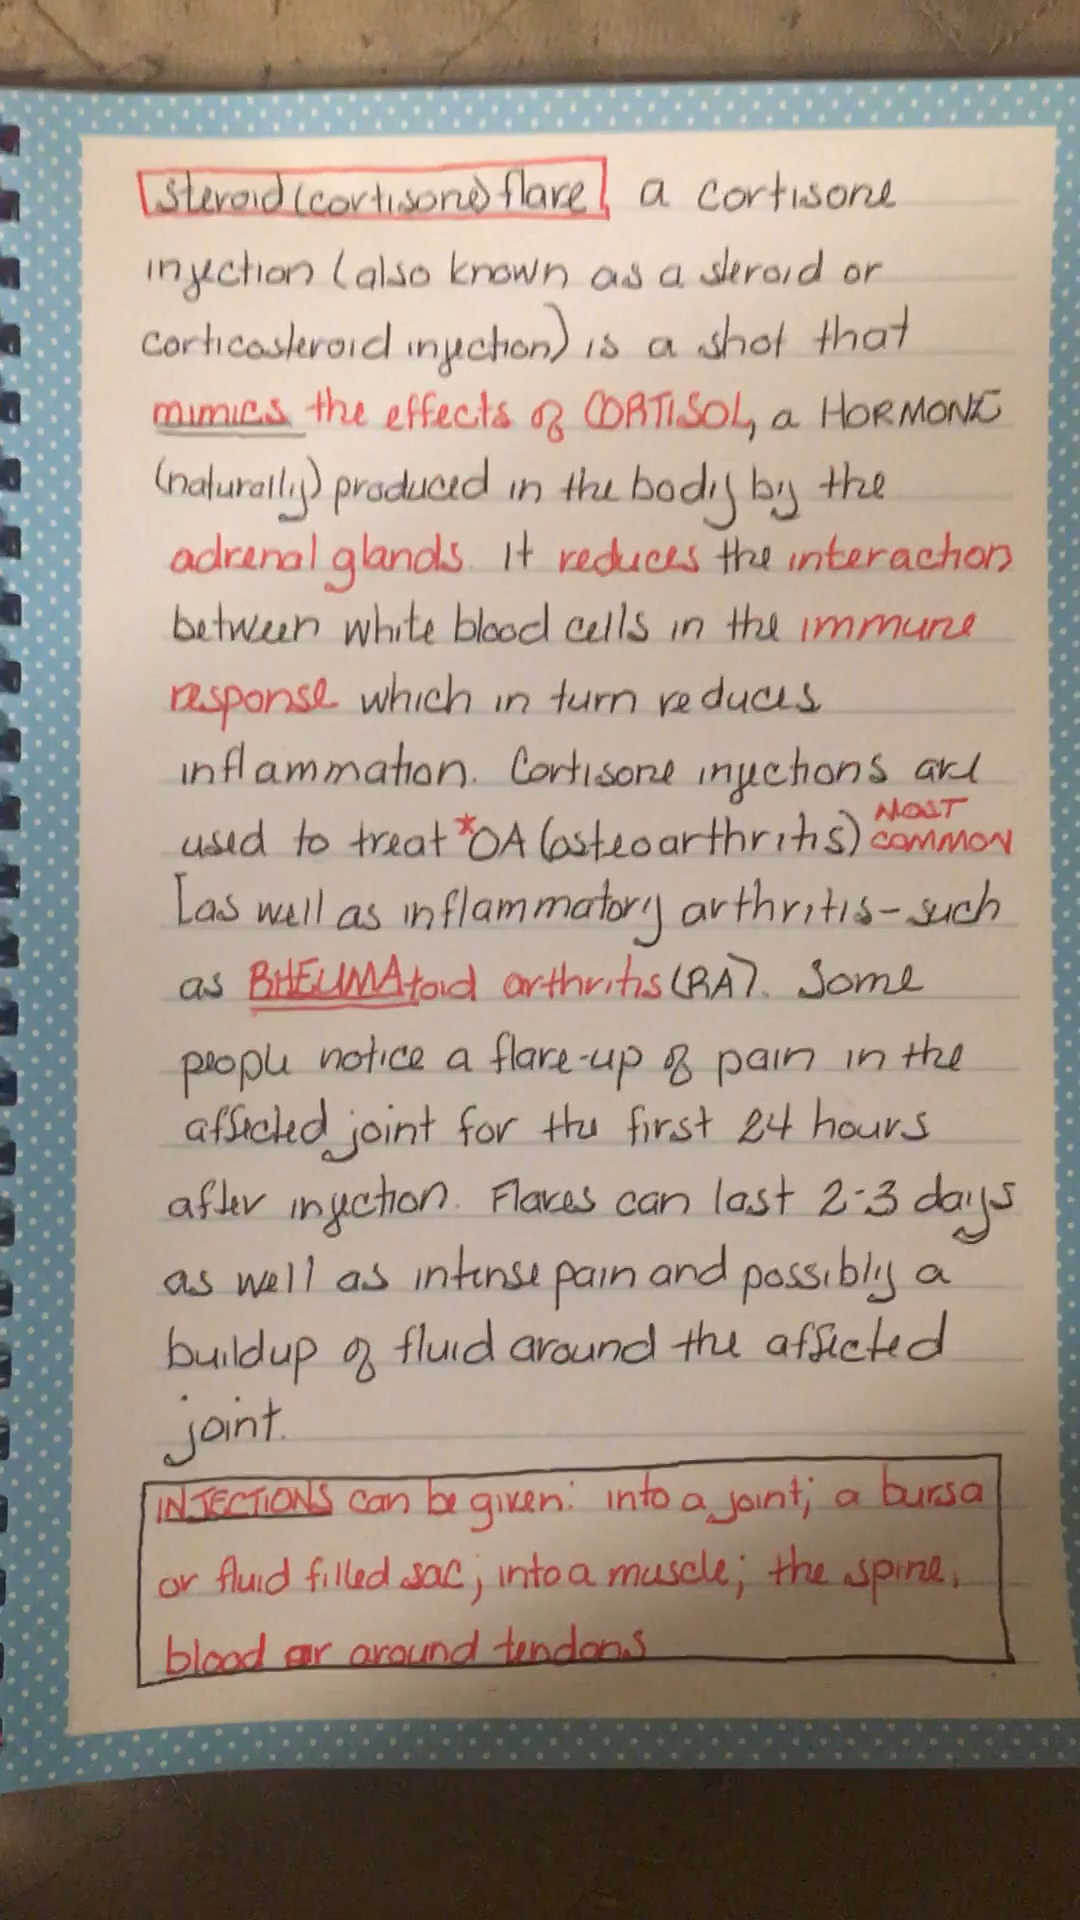 steroid (cortisone) flare, a cortisone
injection (also known as a steroid or
corticosteroid injection) is a shot that
mimics the effects of CORTISOL, a HORMONE
(naturally) produced in the body by the
adrenal glands. It reduces the interaction
between white blood cells in the immune
response which in turn reduces
inflammation. Cortisone injections are
used to treat *OA (osteoarthritis) MOST COMMON
[as well as inflammatory arthritis - such
as RHEUMAtoid arthritis (RA)]. Some
people notice a flare-up of pain in the
affected joint for the first 24 hours
after injection. Flares can last 2-3 days
as well as intense pain and possibly a
buildup of fluid around the affected
joint.
INJECTIONS can be given: into a joint; a bursa
or fluid filled sac; into a muscle; the spine,
blood or around tendons